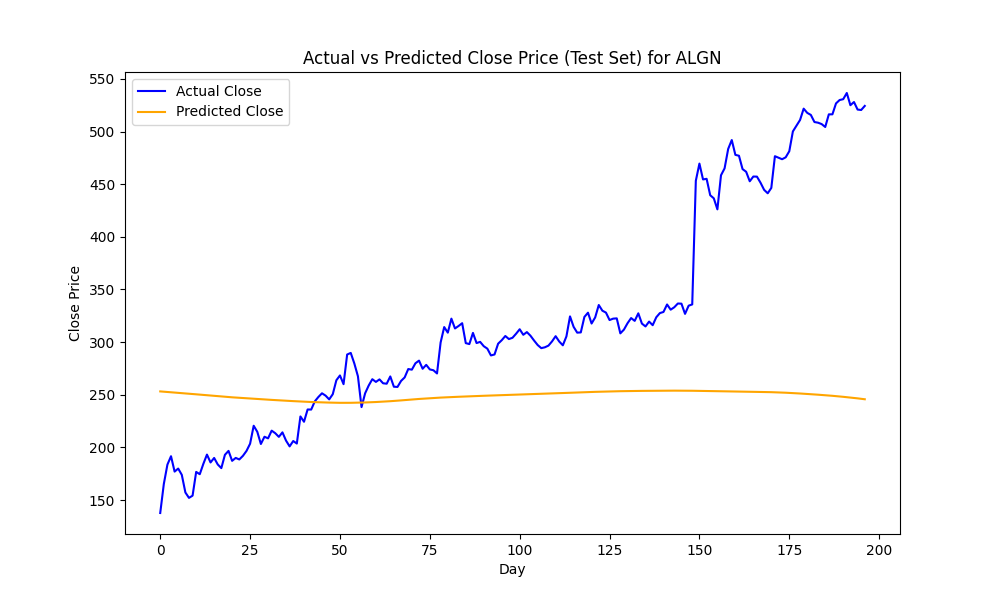 Actual vs Predicted Close Price (Test Set) for ALGN
Actual Close
Predicted Close
550
500
450
400
350
300
250
200
150
Close Price
0 25 50 75 100 125 150 175 200
Day